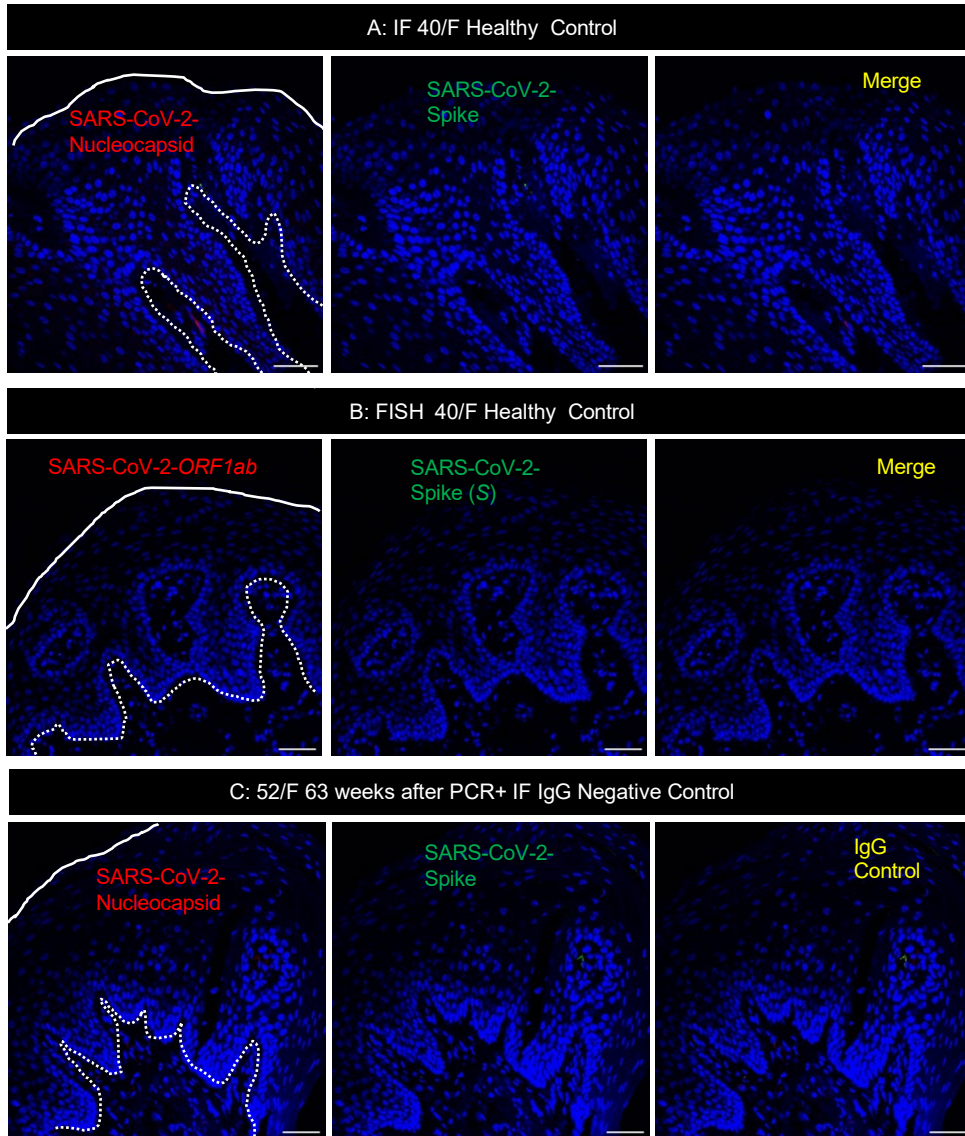 A: IF 40/F Healthy Control
SARS-CoV-2-
Nucleocapsid
SARS-CoV-2-
Spike
Merge
B: FISH 40/F Healthy Control
SARS-CoV-2-ORF1ab
SARS-CoV-2-
Spike (S)
Merge
C: 52/F 63 weeks after PCR+ IF IgG Negative Control
SARS-CoV-2-
Nucleocapsid
SARS-CoV-2-
Spike
IgG
Control